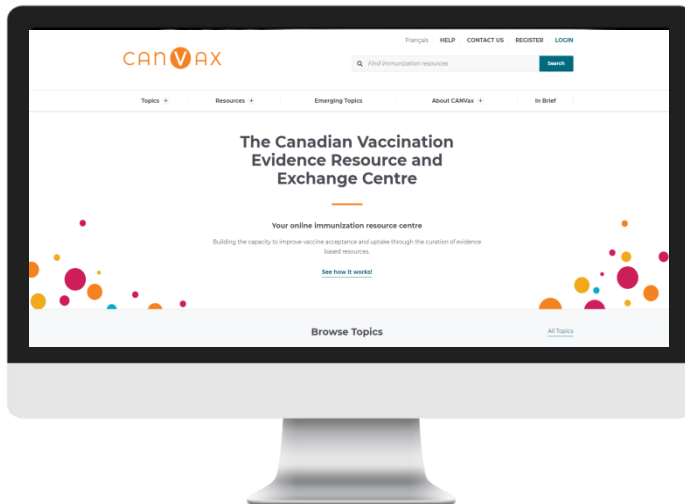 Français HELP CONTACT US REGISTER LOGIN
CANVAX
Find immunization resources Search
Topics + Resources + Emerging Topics About CANVax + In Brief
The Canadian Vaccination
Evidence Resource and
Exchange Centre
Your online immunization resource centre
Building the capacity to improve vaccine acceptance and uptake through the curation of evidence
based resources.
See how it works!
Browse Topics All Topics